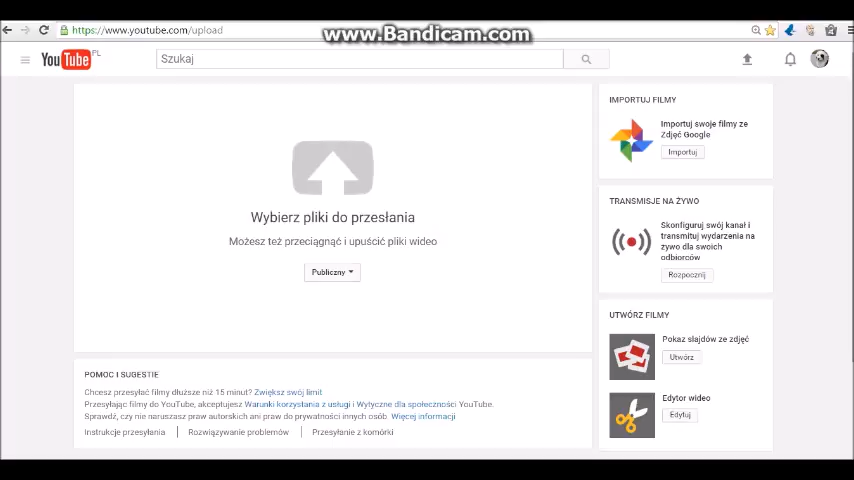 https://www.youtube.com/upload
www.Bandicam.com
YouTube PL
Szukaj
Wybierz pliki do przesłania
Możesz też przeciągnąć i upuścić pliki wideo
Publiczny
IMPORTUJ FILMY
Importuj swoje filmy ze
Zdjęć Google
Importuj
TRANSMISJE NA ŻYWO
Skonfiguruj swój kanał i
transmituj wydarzenia na
żywo dla swoich
odbiorców
Rozpocznij
UTWÓRZ FILMY
Pokaz slajdów ze zdjęć
Utwórz
Edytor wideo
Edytuj
POMOC I SUGESTIE
Chcesz przesyłać filmy dłuższe niż 15 minut? Zwiększ swój limit
Przesyłając filmy do YouTube, akceptujesz Warunki korzystania z usługi i Wytyczne dla społeczności YouTube.
Sprawdź, czy nie naruszasz praw autorskich ani praw do prywatności innych osób. Więcej informacji
Instrukcje przesyłania
Rozwiązywanie problemów
Przesyłanie z komórki